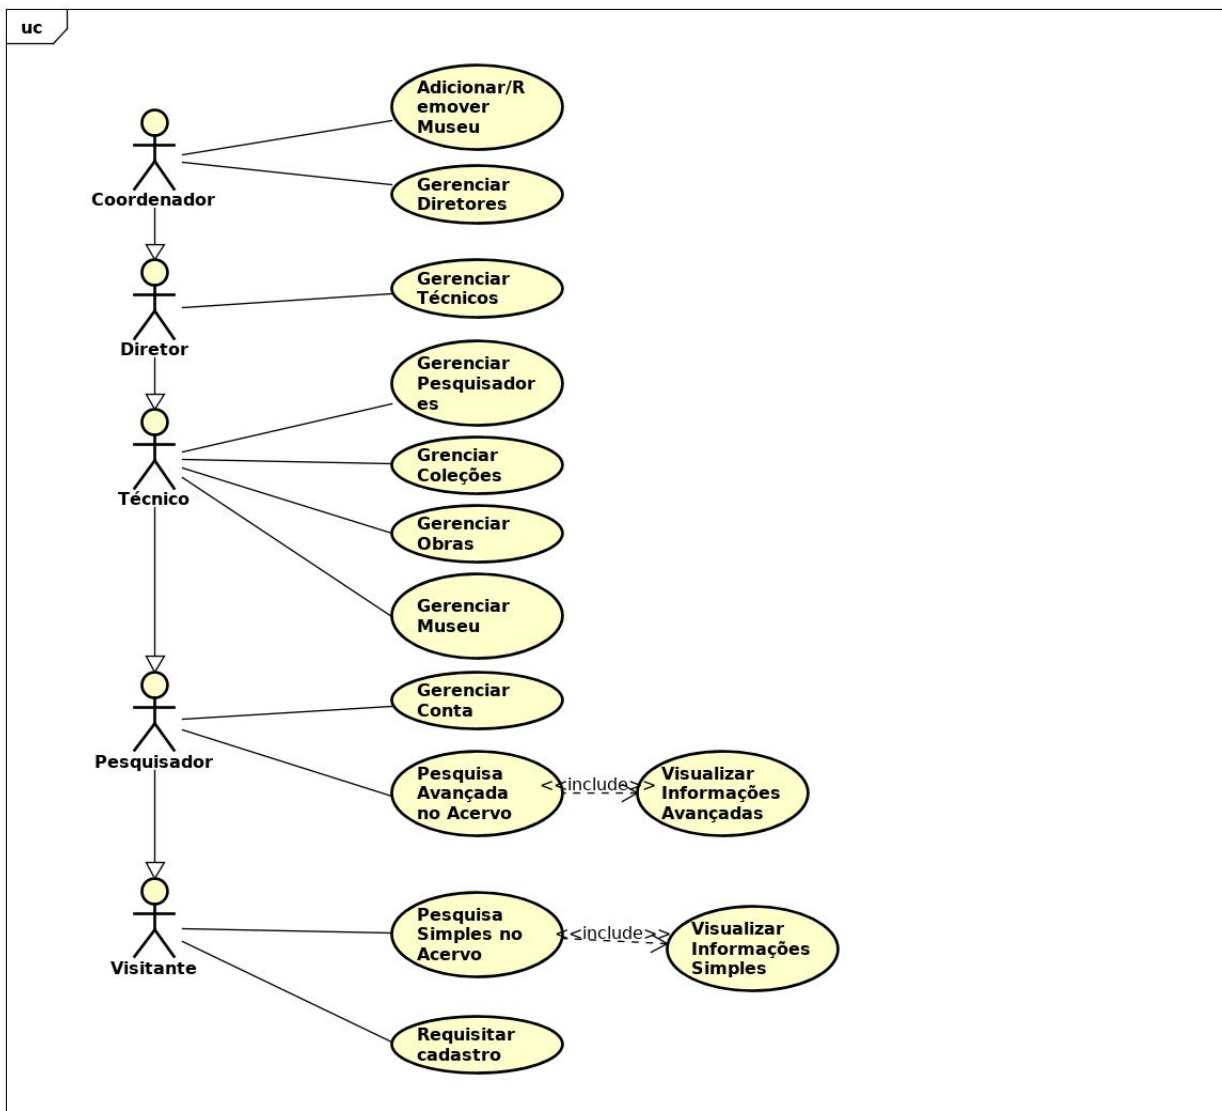 uc
Adicionar/R
emover
Museu
Coordenador
Gerenciar
Diretores
Gerenciar
Técnicos
Diretor
Gerenciar
Pesquisador
es
Grenciar
Coleções
Técnico
Gerenciar
Obras
Gerenciar
Museu
Gerenciar
Conta
Pesquisador
Pesquisa
Avançada
no Acervo
<<include>>
Visualizar
Informações
Avançadas
Visitante
Pesquisa
Simples no
Acervo
<<include>>
Visualizar
Informações
Simples
Requisitar
cadastro